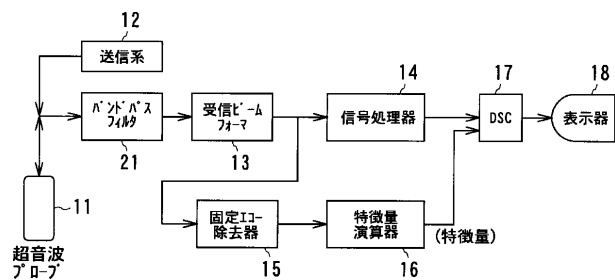 12
送信系
14
17
18
ﾊﾞﾝﾄﾞﾊﾟｽ
ﾌｨﾙﾀ
受信ﾋﾞｰﾑ
ﾌｫｰﾏ
信号処理器
DSC
表示器
21
13
11
超音波
ﾌﾟﾛｰﾌﾞ
固定ｴｺｰ
除去器
特徴量
演算器
(特徴量)
15
16